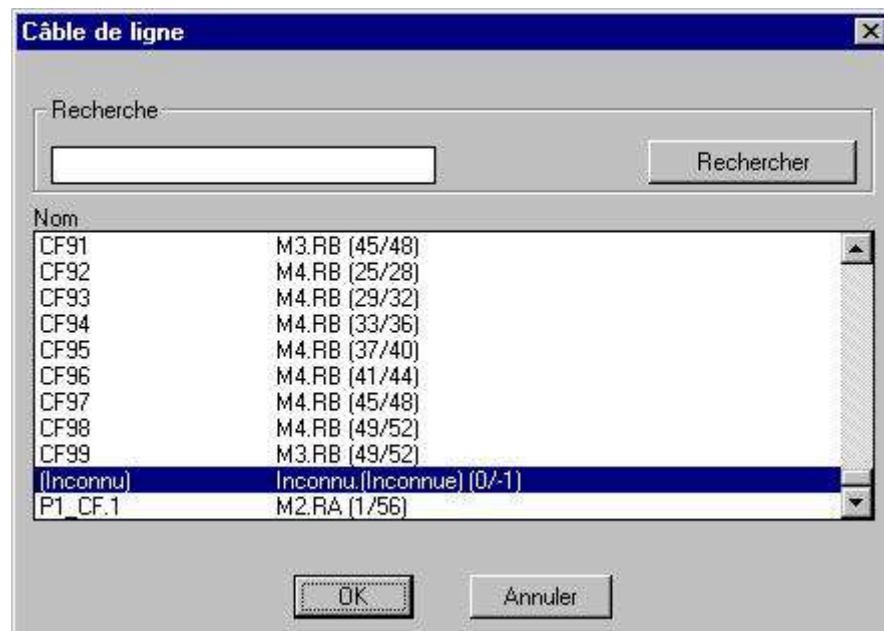 Câble de ligne
Recherche
Rechercher
Nom
CF91 M3.RB (45/48)
CF92 M4.RB (25/28)
CF93 M4.RB (29/32)
CF94 M4.RB (33/36)
CF95 M4.RB (37/40)
CF96 M4.RB (41/44)
CF97 M4.RB (45/48)
CF98 M4.RB (49/52)
CF99 M3.RB (49/52)
(Inconnu) Inconnu.(Inconnue) (0/-1)
P1_CF.1 M2.RA (1/56)
OK Annuler